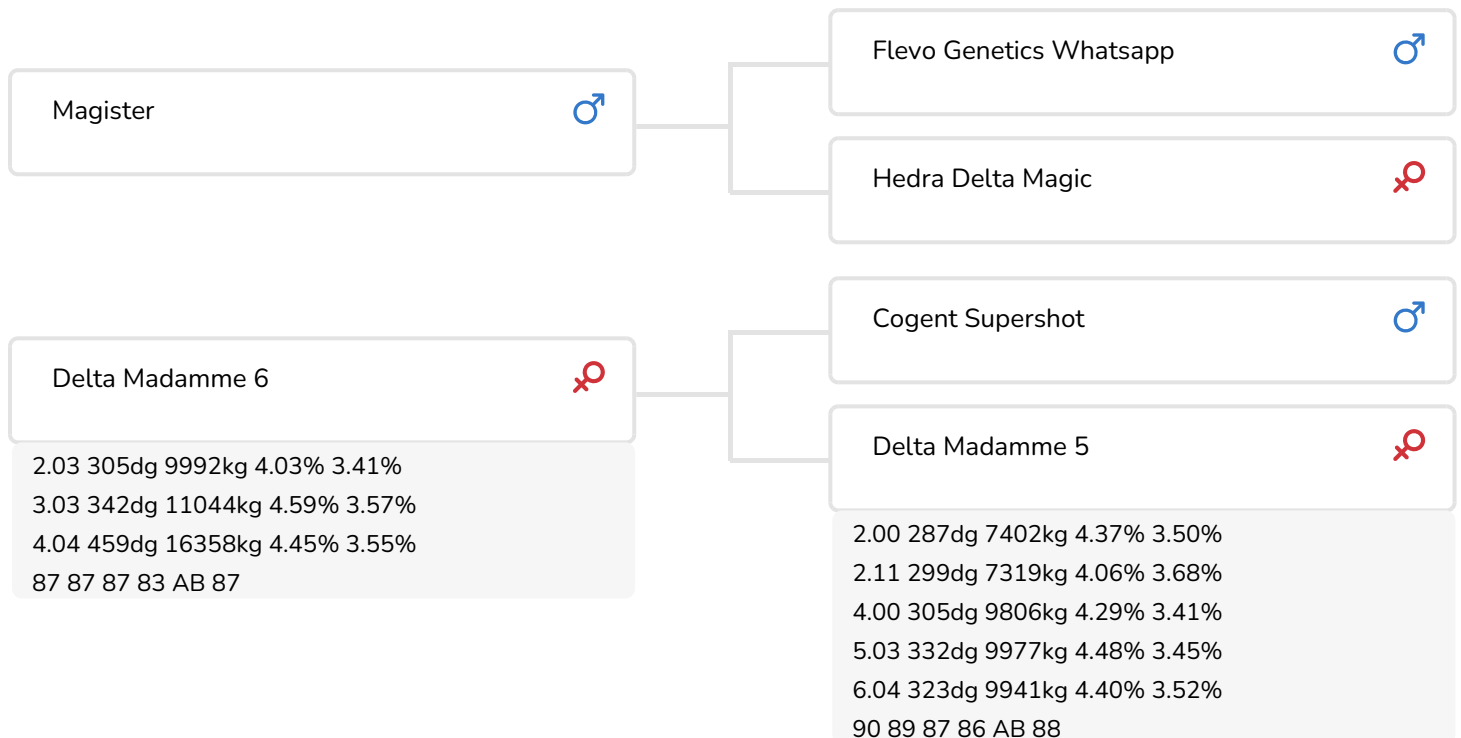 Magister
Delta Madamme 6
2.03 305dg 9992kg 4.03% 3.41%
3.03 342dg 11044kg 4.59% 3.57%
4.04 459dg 16358kg 4.45% 3.55%
87 87 87 83 AB 87
Flevo Genetics Whatsapp
Hedra Delta Magic
Cogent Supershot
Delta Madamme 5
2.00 287dg 7402kg 4.37% 3.50%
2.11 299dg 7319kg 4.06% 3.68%
4.00 305dg 9806kg 4.29% 3.41%
5.03 332dg 9977kg 4.48% 3.45%
6.04 323dg 9941kg 4.40% 3.52%
90 89 87 86 AB 88